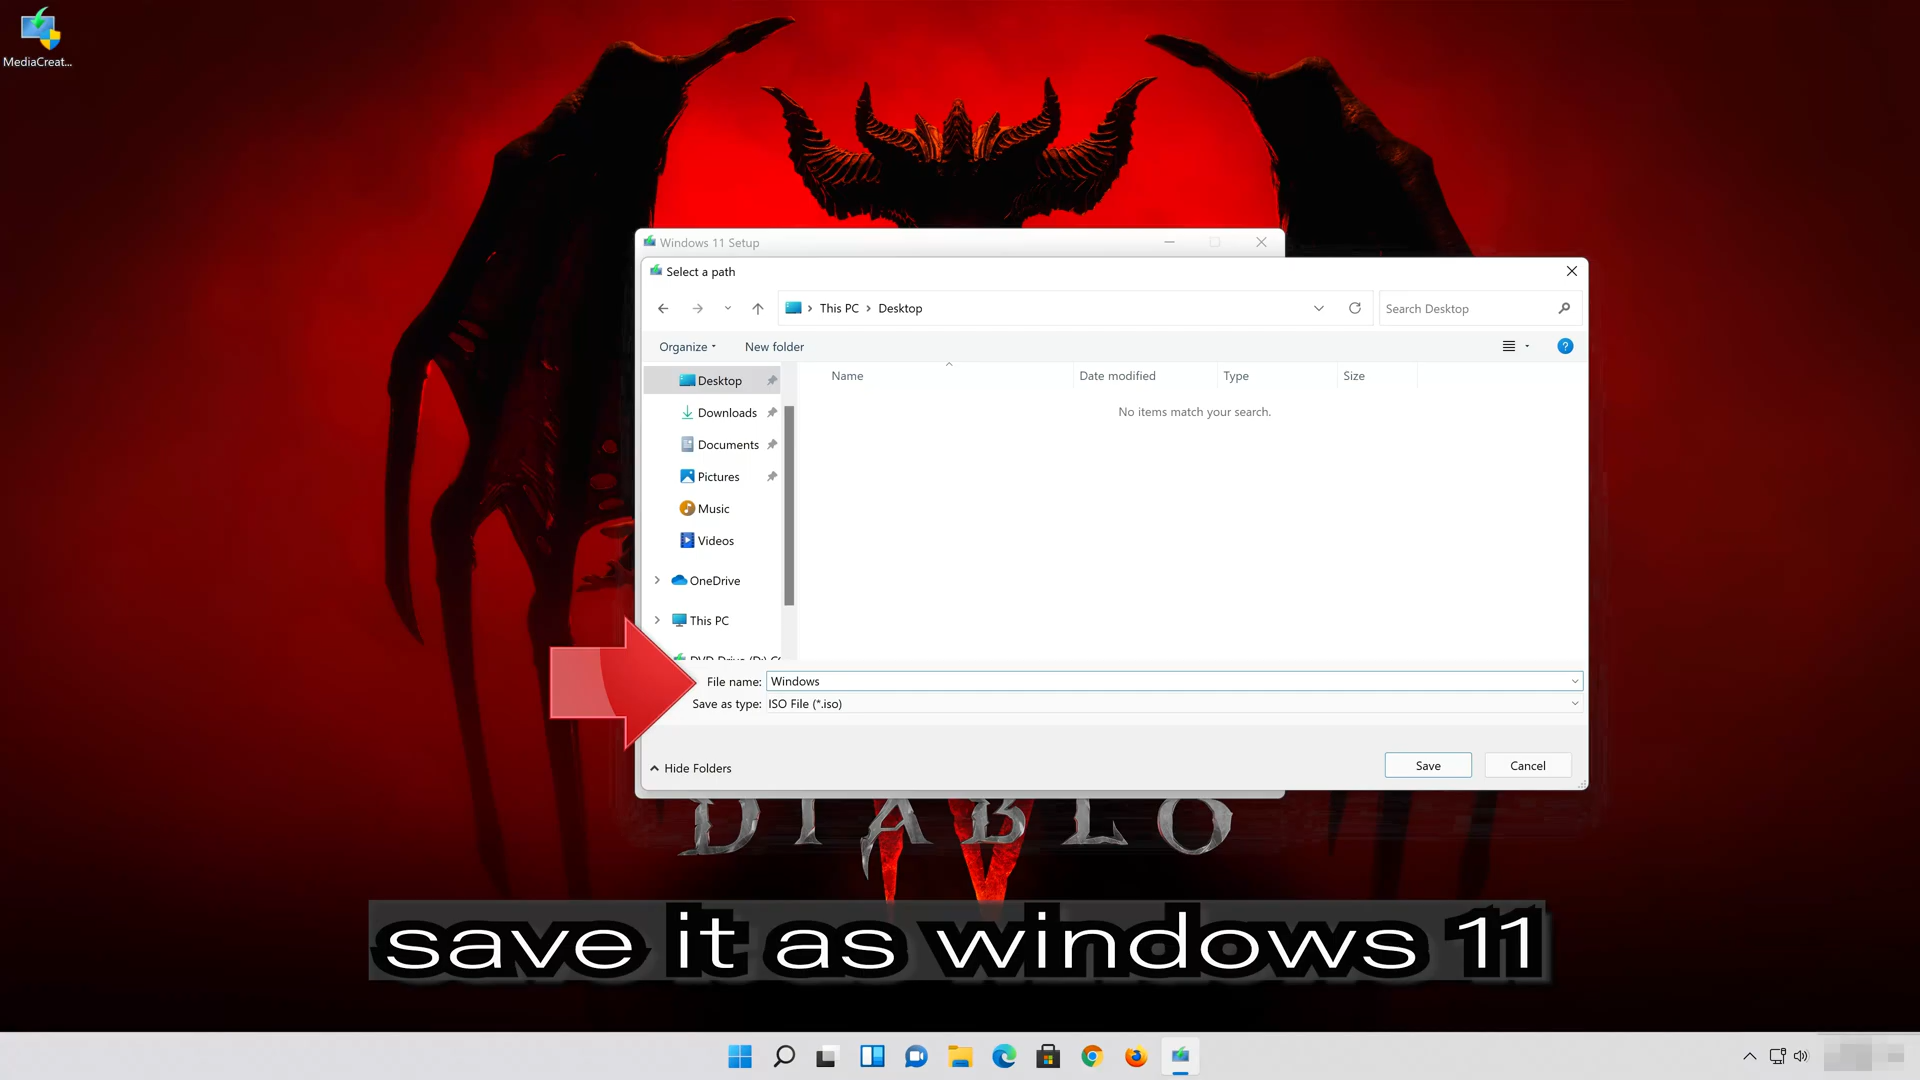 MediaCreat...
Windows 11 Setup
Select a path
This PC > Desktop
Search Desktop
Organize
New folder
Name
Date modified
Type
Size
Desktop
No items match your search.
Downloads
Documents
Pictures
Music
Videos
OneDrive
This PC
DVD Drive (D:)
File name: Windows
Save as type: ISO File (*.iso)
Hide Folders
Save
Cancel
DIABLO
IV
save it as windows 11